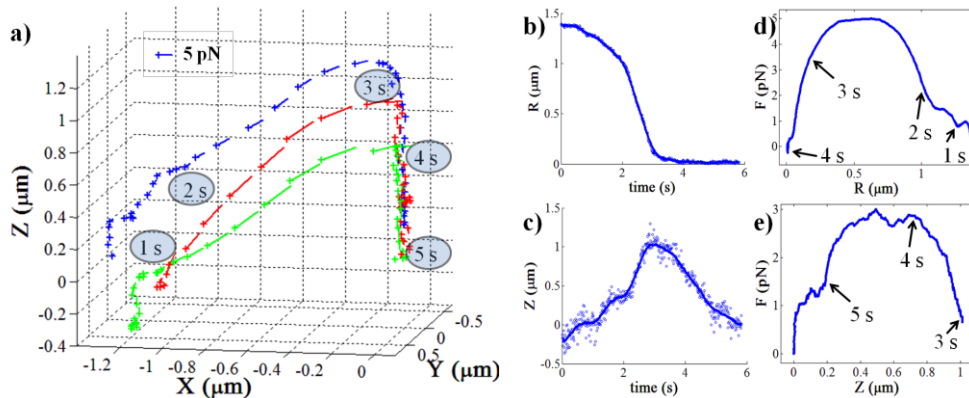 a)
5 pN
1.2
1
0.8
0.6
0.4
0.2
0
-0.2
-0.4
Z (μm)
-1.2
-1
-0.8
-0.6
-0.4
-0.2
0
X (μm)
0.5
0
-0.5
Y (μm)
1 s
2 s
3 s
4 s
5 s
b)
1.5
1
0.5
0
R (μm)
0
2
4
6
time (s)
c)
1.5
1
0.5
0
-0.5
Z (μm)
0
2
4
6
time (s)
d)
5
4
3
2
1
0
F (pN)
0
0.5
1
R (μm)
3 s
2 s
4 s
1 s
e)
3
2
1
0
F (pN)
0
0.2
0.4
0.6
0.8
1
Z (μm)
4 s
5 s
3 s